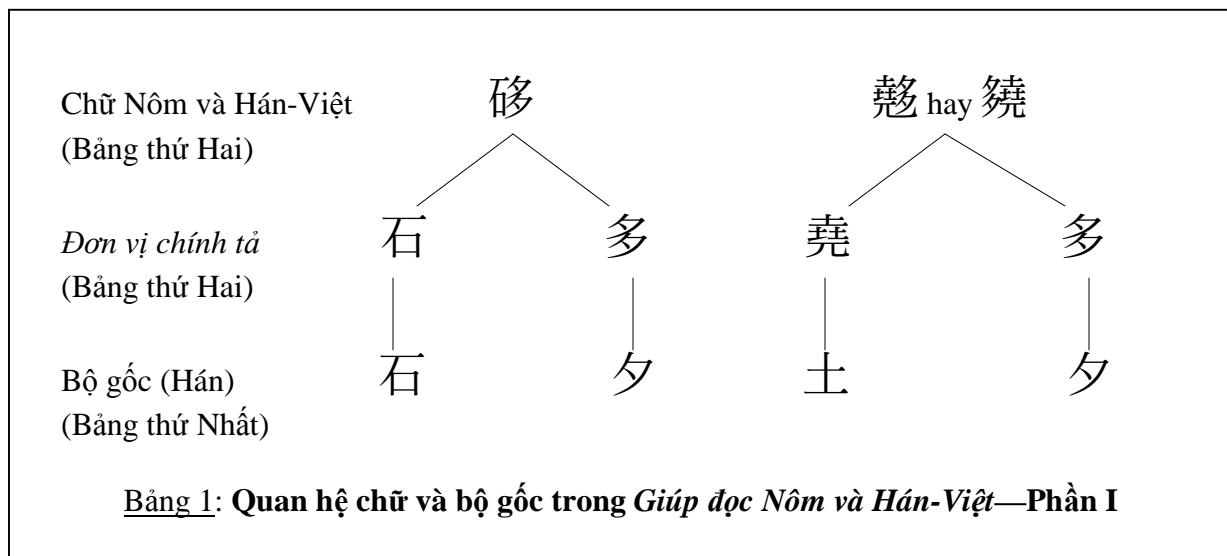 Chữ Nôm và Hán-Việt 𥒥 𡗉 hay 𡗊
(Bảng thứ Hai)
Đơn vị chính tả 石 多 堯 多
(Bảng thứ Hai)
Bộ gốc (Hán) 石 夕 土 夕
(Bảng thứ Nhất)
Bảng 1: Quan hệ chữ và bộ gốc trong Giúp đọc Nôm và Hán-Việt—Phần I